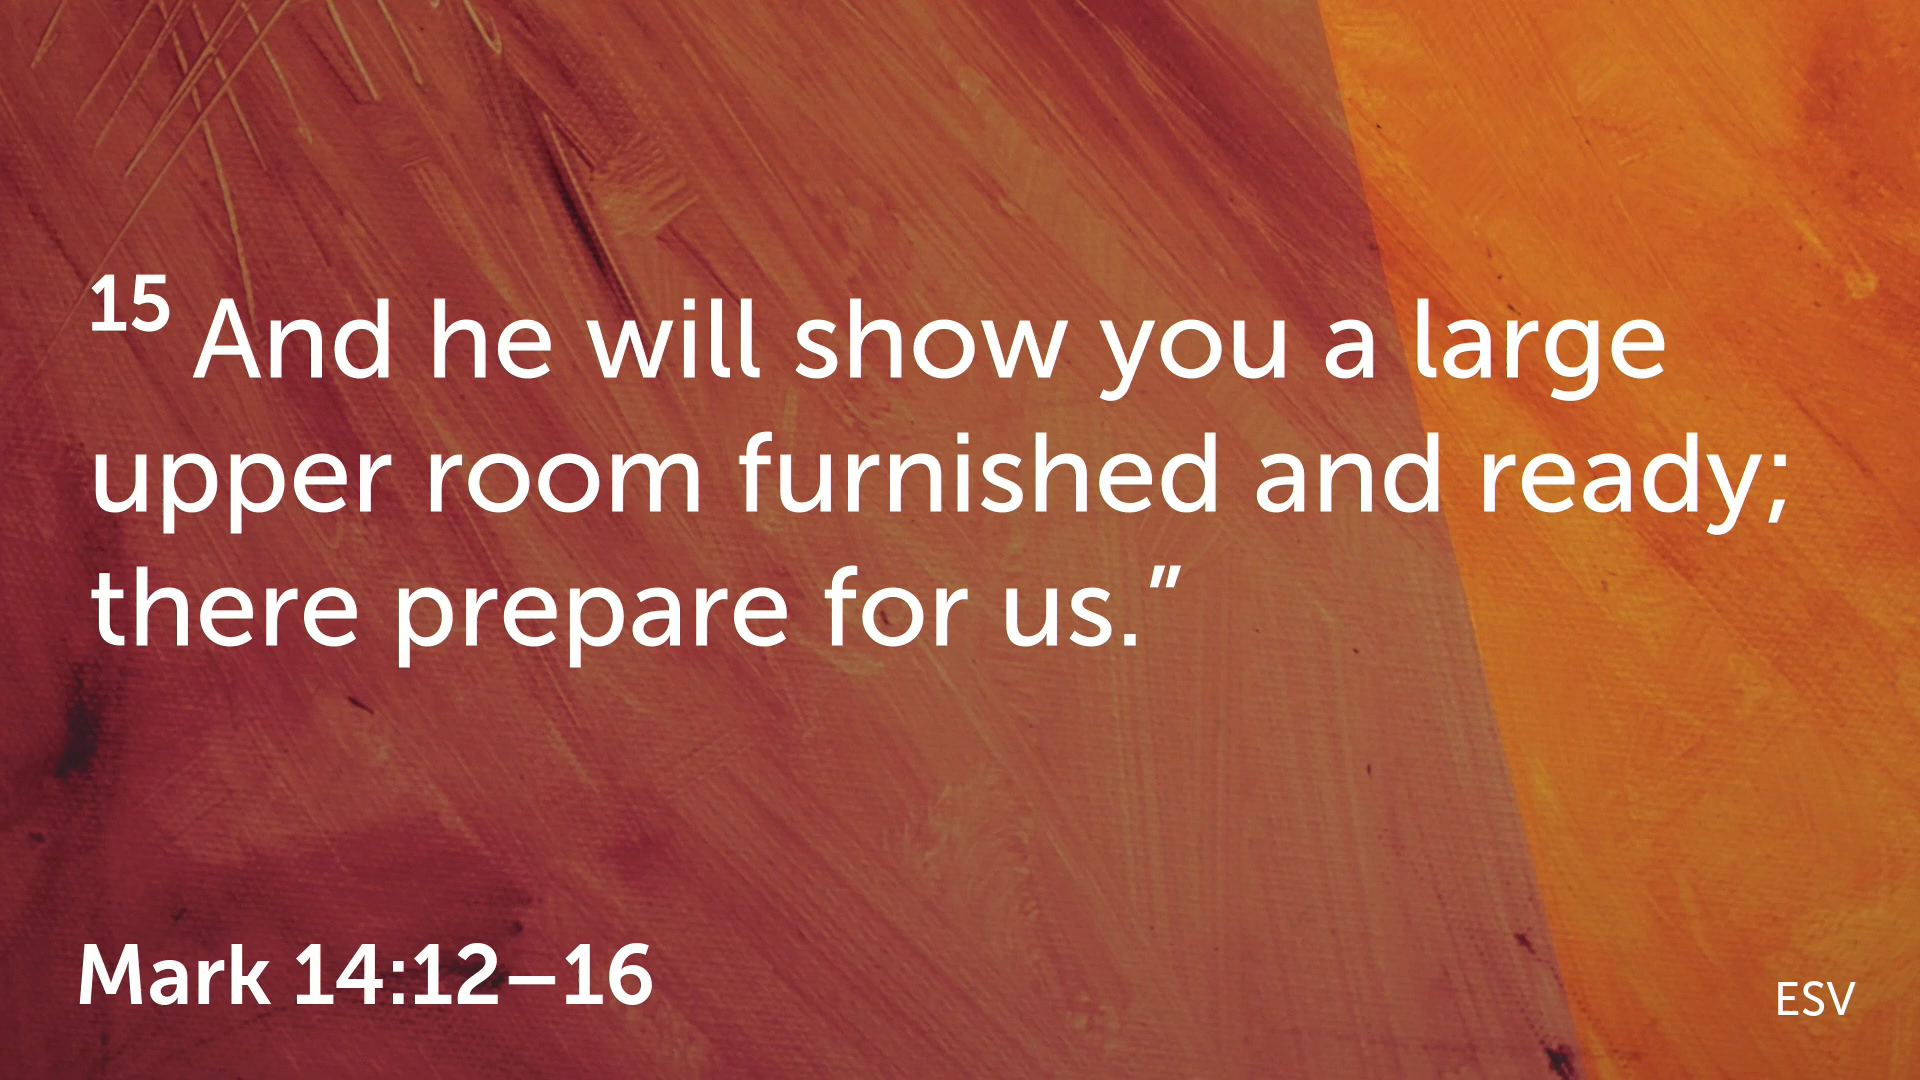 15 And he will show you a large
upper room furnished and ready;
there prepare for us.”
Mark 14:12–16
ESV